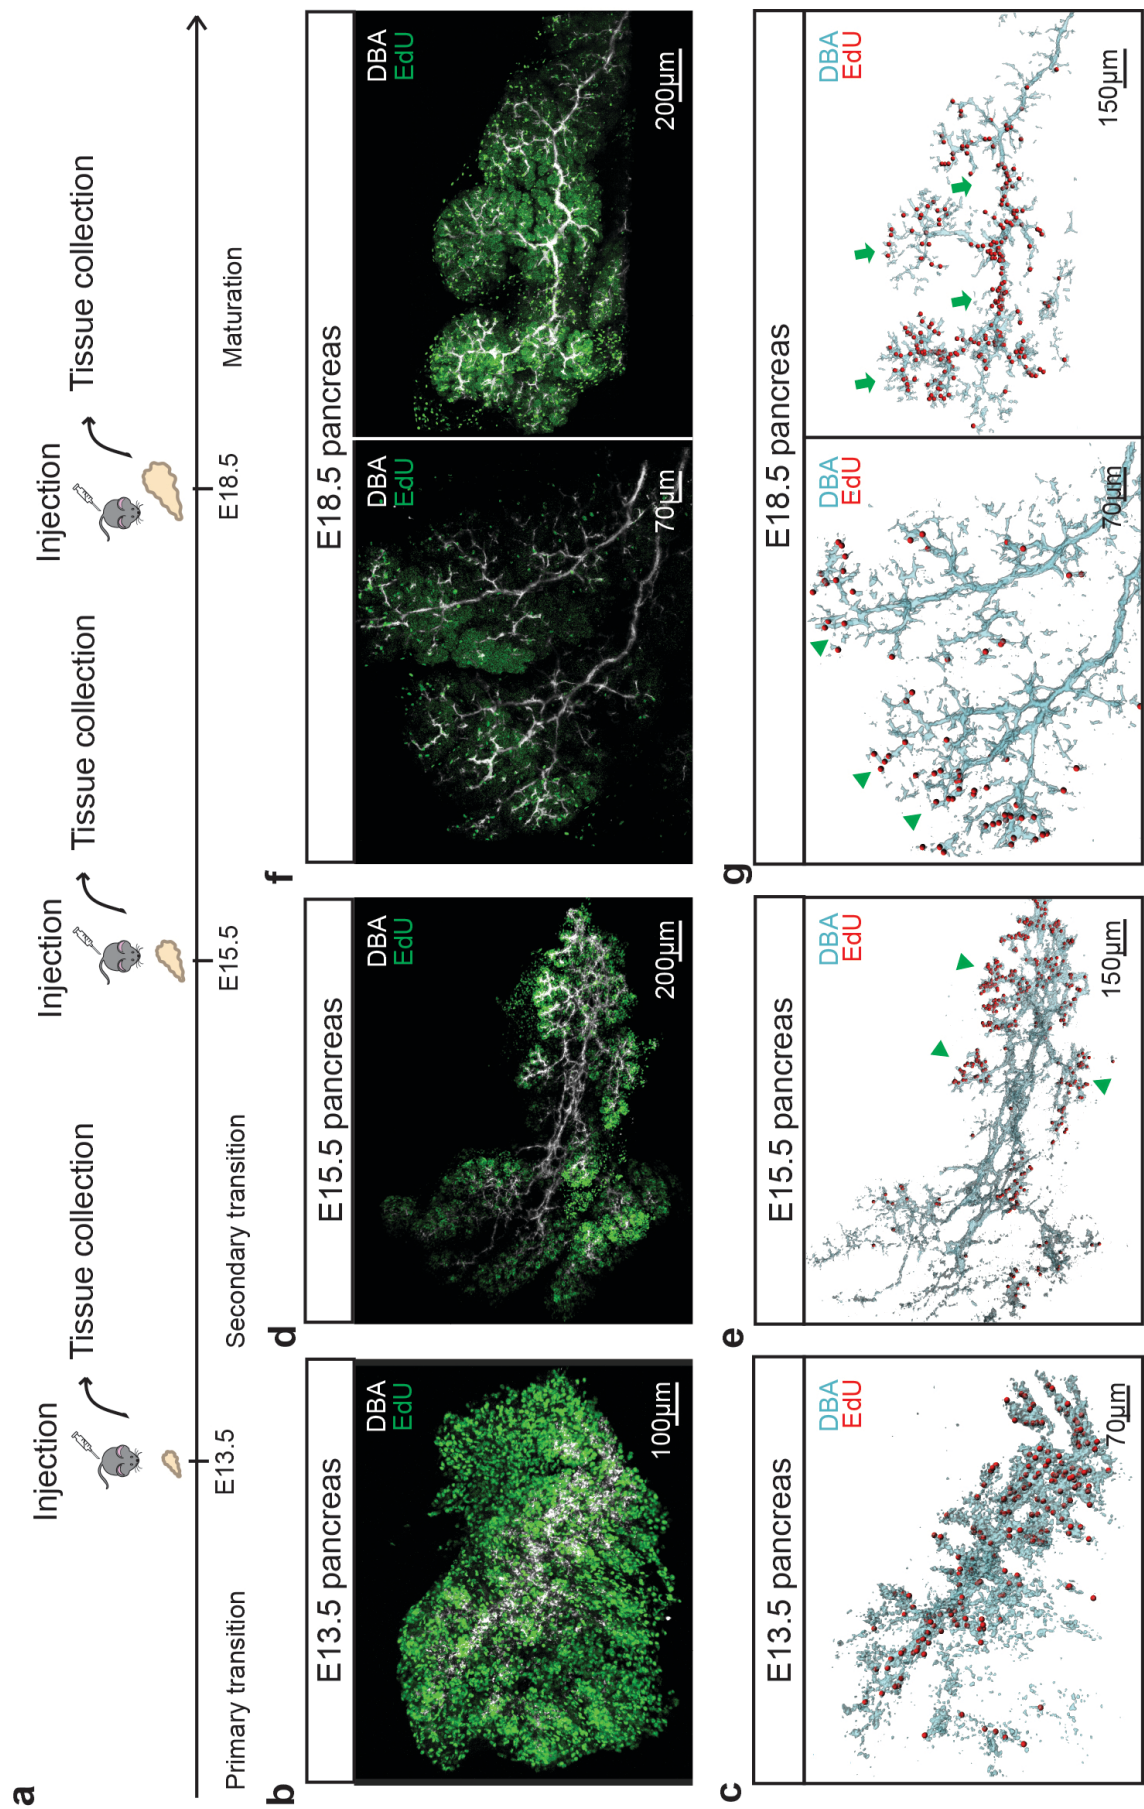 a
Injection
Tissue collection
Injection
Tissue collection
Injection
Tissue collection
E13.5
E15.5
E18.5
Primary transition
Secondary transition
Maturation
b
E13.5 pancreas
DBA
EdU
100µm
d
E15.5 pancreas
DBA
EdU
200µm
f
E18.5 pancreas
DBA
EdU
70µm
DBA
EdU
200µm
c
E13.5 pancreas
DBA
EdU
70µm
e
E15.5 pancreas
DBA
EdU
150µm
g
E18.5 pancreas
DBA
EdU
70µm
DBA
EdU
150µm